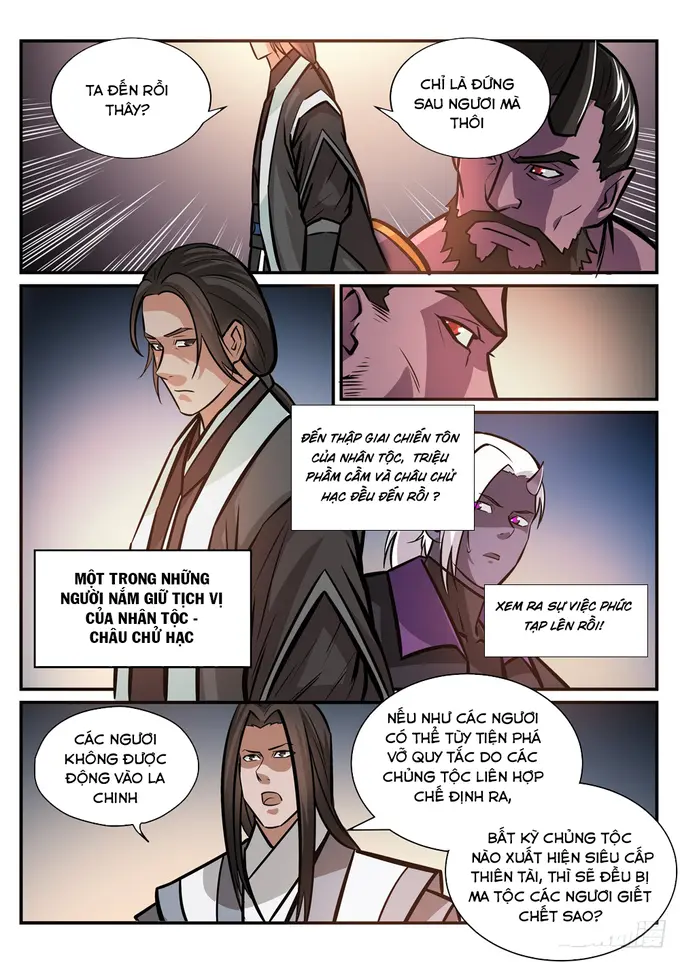 TA ĐẾN RỒI
THÂY?
CHỈ LÀ ĐỨNG
SAU NGƯƠI MÀ
THÔI
ĐẾN THẬP GIAI CHIẾN TÔN
CỦA NHÂN TỘC, TRIỆU
PHẦM CẦM VÀ CHÂU CHỬ
HẠC ĐỀU ĐẾN RỒI ?
MỘT TRONG NHỮNG
NGƯỜI NẮM GIỮ TỊCH VỊ
CỦA NHÂN TỘC -
CHÂU CHỬ HẠC
XEM RA SỰ VIỆC PHỨC
TẠP LÊN RỒI!
CÁC NGƯƠI
KHÔNG ĐƯỢC
ĐỘNG VÀO LA
CHINH
NẾU NHƯ CÁC NGƯƠI
CÓ THỂ TÙY TIỆN PHÁ
VỠ QUY TẮC DO CÁC
CHỦNG TỘC LIÊN HỢP
CHẾ ĐỊNH RA,
BẤT KỲ CHỦNG TỘC
NÀO XUẤT HIỆN SIÊU CẤP
THIÊN TÀI, THÌ SẼ ĐỀU BỊ
MA TỘC CÁC NGƯƠI GIẾT
CHẾT SAO?